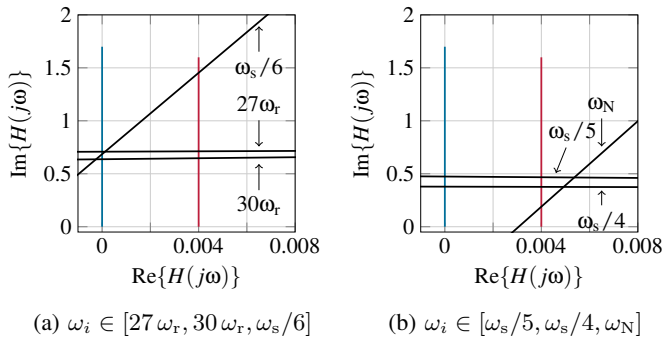 2
1.5
1
0.5
0
Im{H(jω)}
ωs/6
27ωr
30ωr
0
0.004
0.008
Re{H(jω)}
(a) ωi ∈ [27 ωr, 30 ωr, ωs/6]
2
1.5
1
0.5
0
Im{H(jω)}
ωN
ωs/5
ωs/4
0
0.004
0.008
Re{H(jω)}
(b) ωi ∈ [ωs/5, ωs/4, ωN]